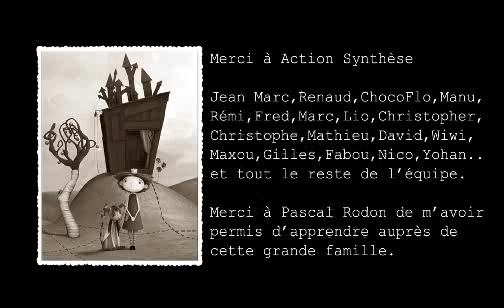 Merci à Action Synthèse
Jean Marc,Renaud,ChocoFlo,Manu,
Rémi,Fred,Marc,Lio,Christopher,
Christophe,Mathieu,David,Wiwi,
Maxou,Gilles,Fabou,Nico,Yohan..
et tout le reste de l'équipe.
Merci à Pascal Rodon de m'avoir
permis d'apprendre auprès de
cette grande famille.